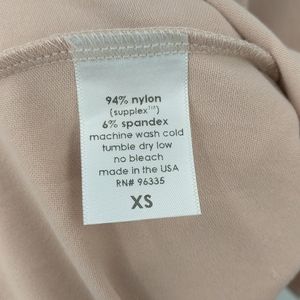 94% nylon
(supplex™)
6% spandex
machine wash cold
tumble dry low
no bleach
made in the USA
RN# 96335
XS